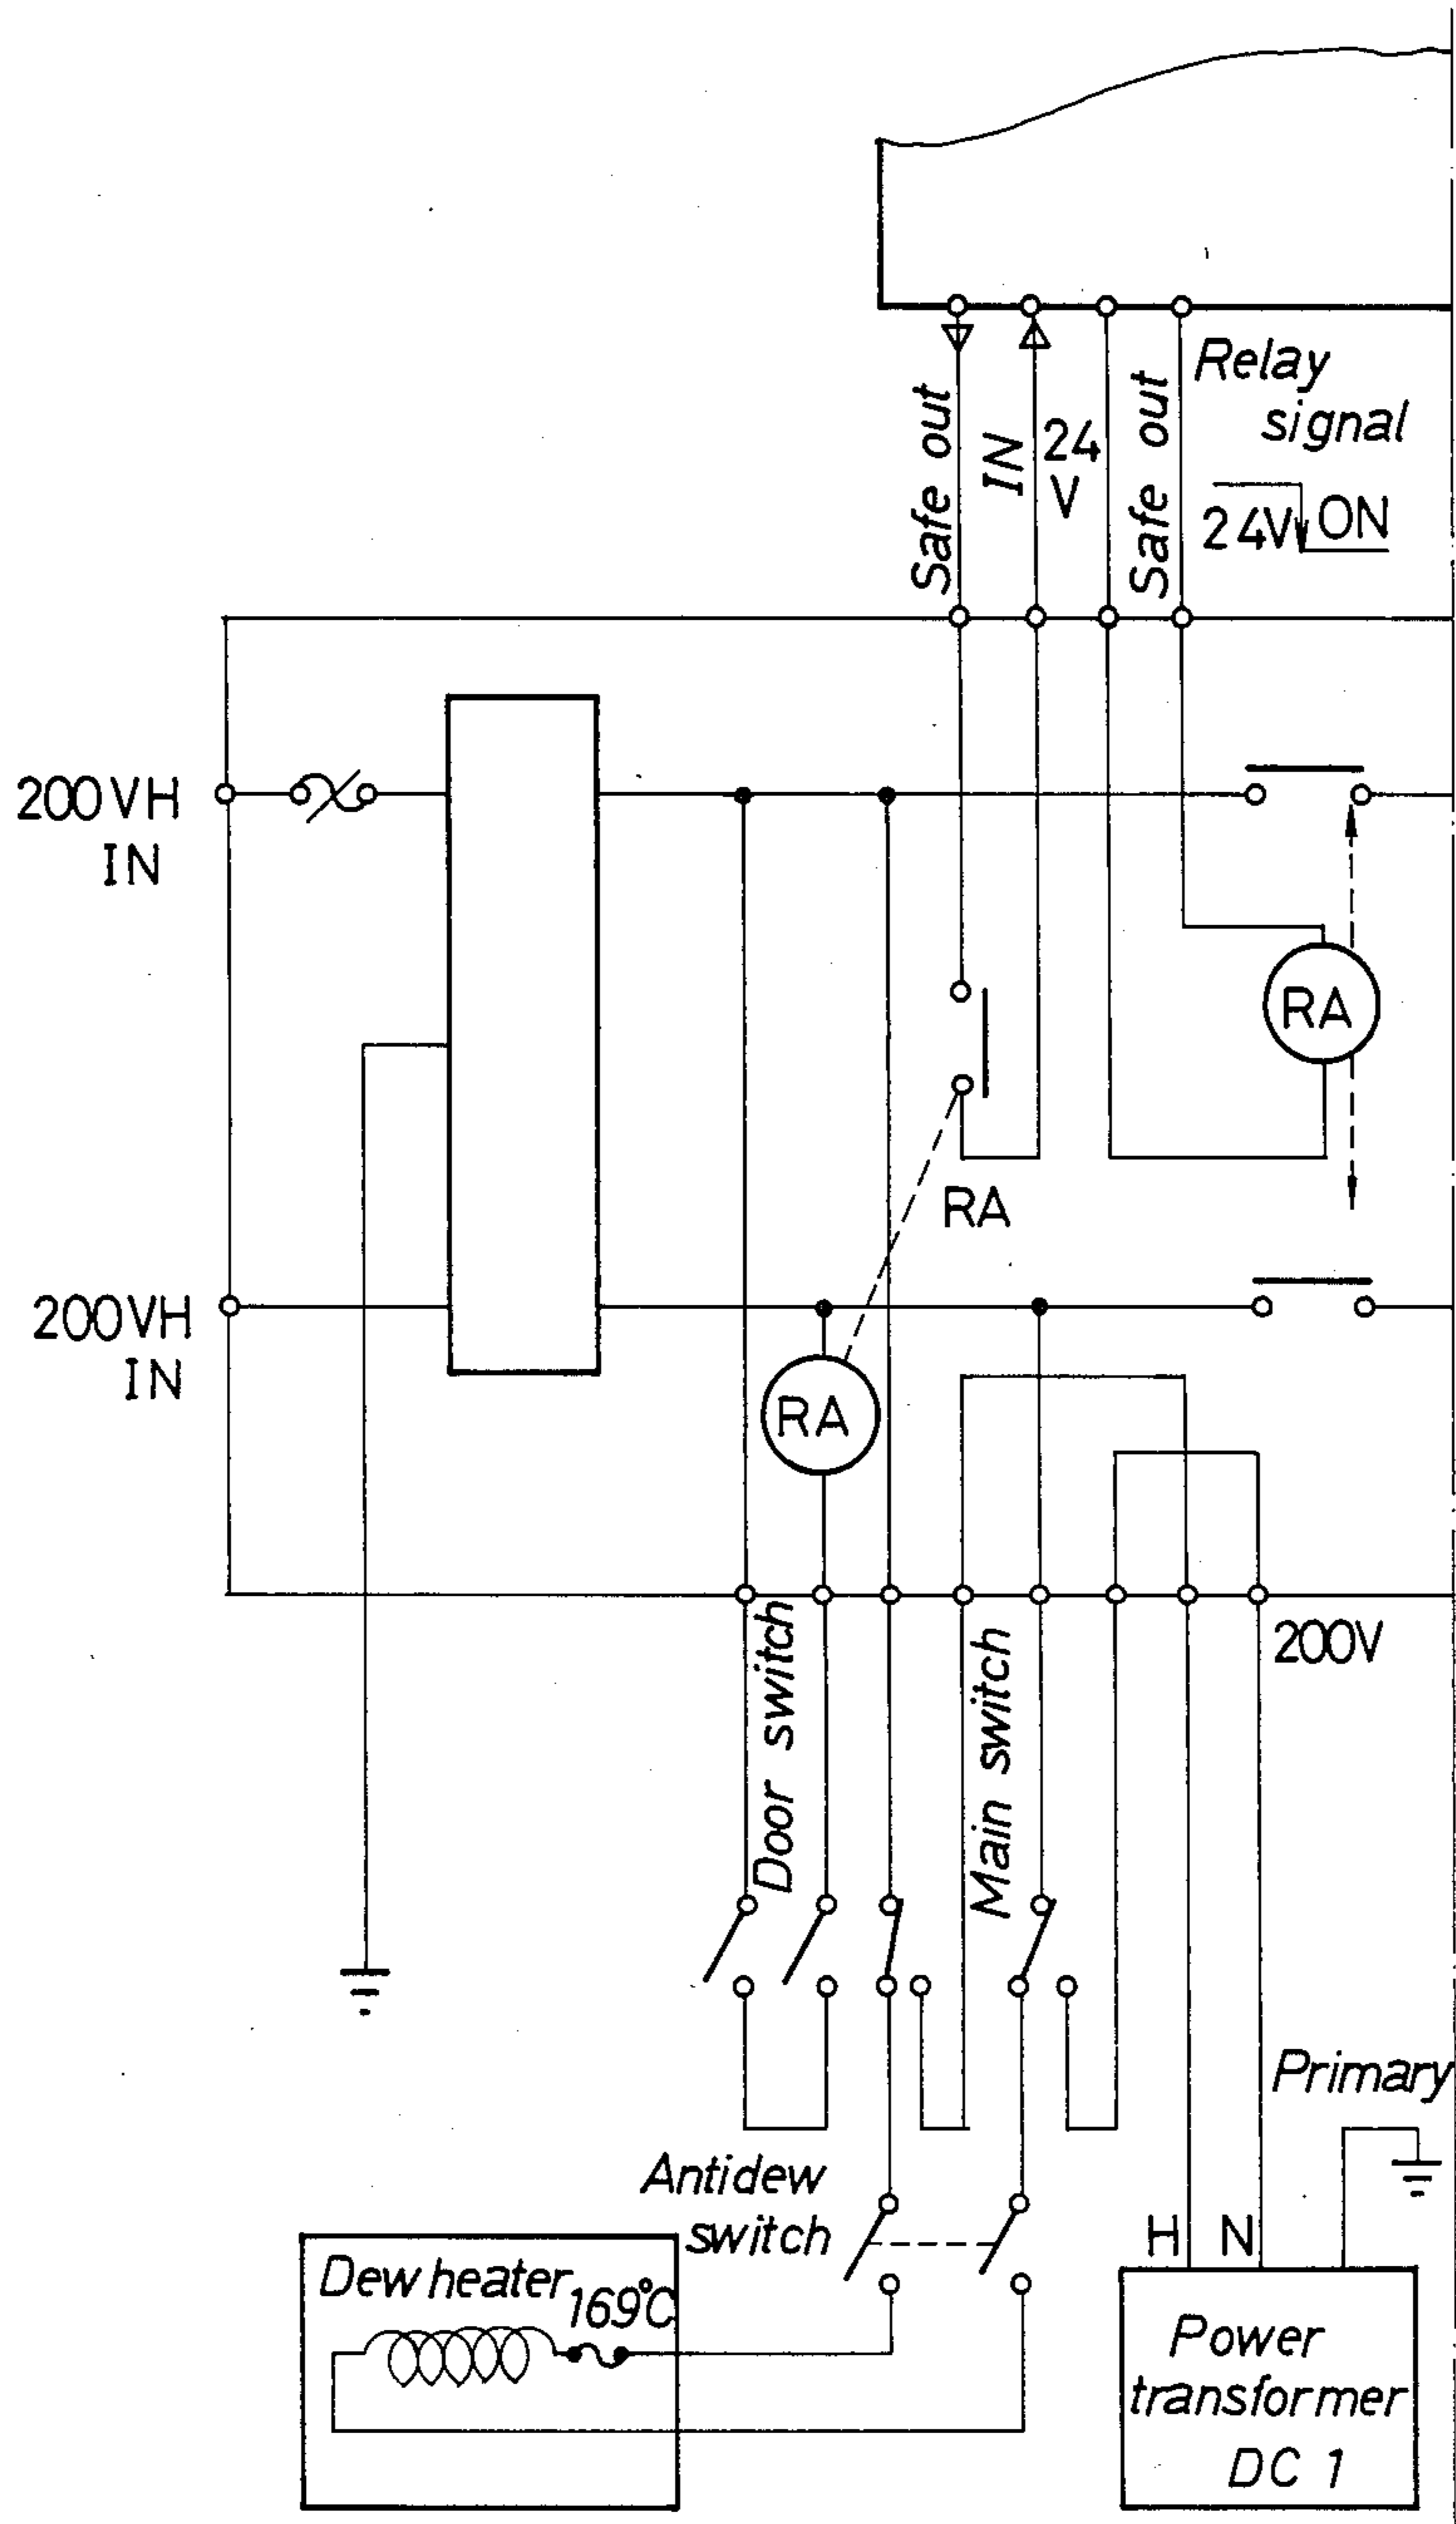 Safe out
IN
24
V
Safe out
Relay
signal
24V
ON
200VH
IN
RA
RA
200VH
IN
RA
Door switch
Main switch
200V
Primary
Antidew
switch
H
N
Dew heater
169°C
Power
transformer
DC 1